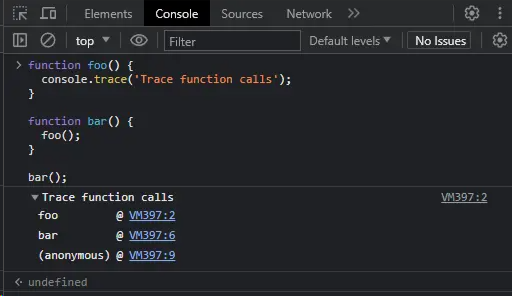 Elements Console Sources Network
top Filter Default levels No Issues
function foo() {
  console.trace('Trace function calls');
}
function bar() {
  foo();
}
bar();
Trace function calls VM397:2
foo @ VM397:2
bar @ VM397:6
(anonymous) @ VM397:9
undefined